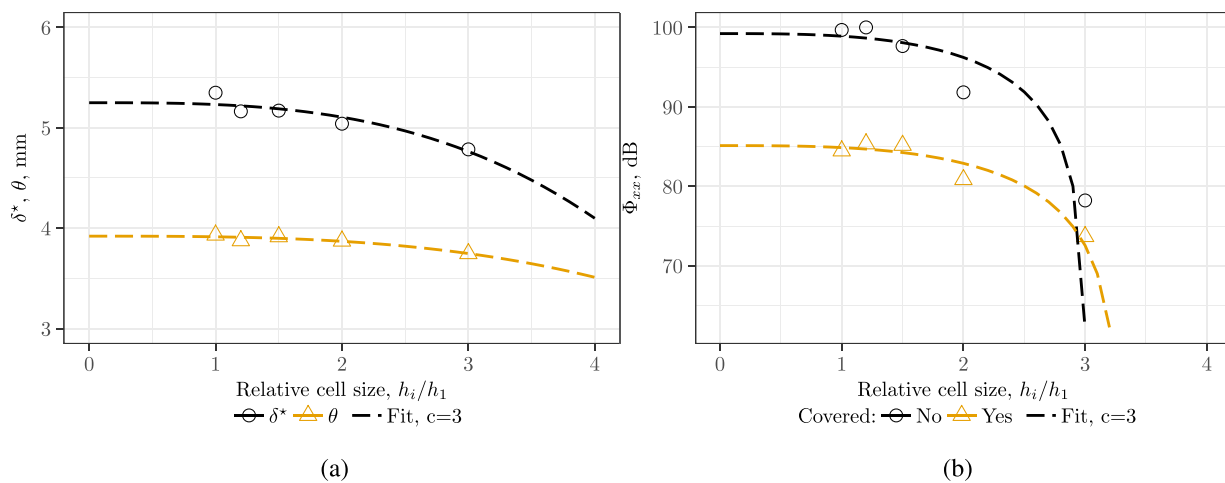 6
5
4
3
δ⋆, θ, mm
0 1 2 3 4
Relative cell size, h_i/h_1
δ⋆ θ Fit, c=3
(a)
100
90
80
70
Φ_xx, dB
0 1 2 3 4
Relative cell size, h_i/h_1
Covered: No Yes Fit, c=3
(b)